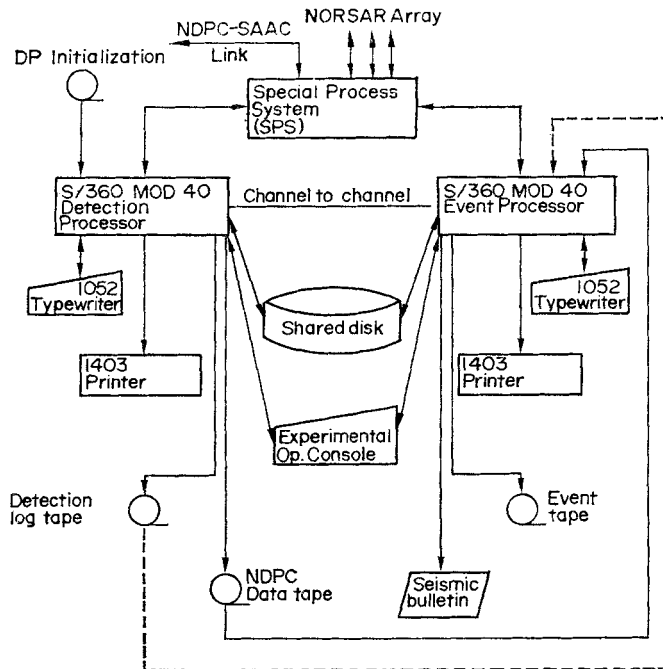 NDPC-SAAC
Link
NORSAR Array
DP Initialization
Special Process
System
(SPS)
S/360 MOD 40
Detection
Processor
Channel to channel
S/360 MOD 40
Event Processor
1052
Typewriter
1052
Typewriter
Shared disk
1403
Printer
1403
Printer
Experimental
Op. Console
Detection
log tape
Event
tape
NDPC
Data tape
Seismic
bulletin